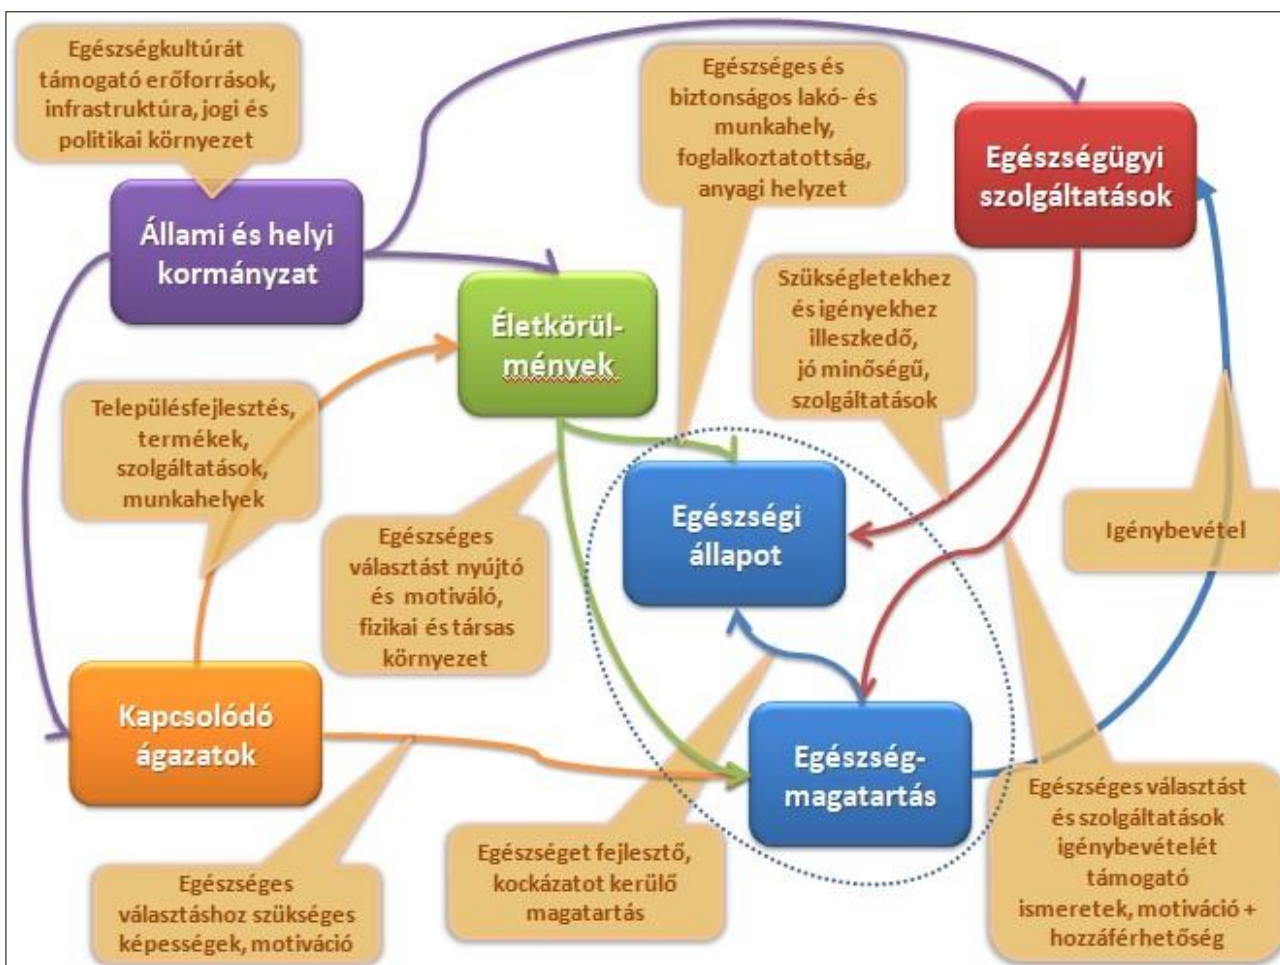 Egészségkultúrát
támogató erőforrások,
infrastruktúra, jogi és
politikai környezet
Egészséges és
biztonságos lakó- és
munkahely,
foglalkoztatottság,
anyagi helyzet
Egészségügyi
szolgáltatások
Állami és helyi
kormányzat
Életkörül-
mények
Szükségletekhez
és igényekhez
illeszkedő,
jó minőségű,
szolgáltatások
Településfejlesztés,
termékek,
szolgáltatások,
munkahelyek
Egészségi
állapot
Igénybevétel
Egészséges
választást nyújtó
és motiváló,
fizikai és társas
környezet
Kapcsolódó
ágazatok
Egészség-
magatartás
Egészséges
választáshoz szükséges
képességek, motiváció
Egészséget fejlesztő,
kockázatot kerülő
magatartás
Egészséges választást
és szolgáltatások
igénybevételét
támogató
ismeretek, motiváció +
hozzáférhetőség